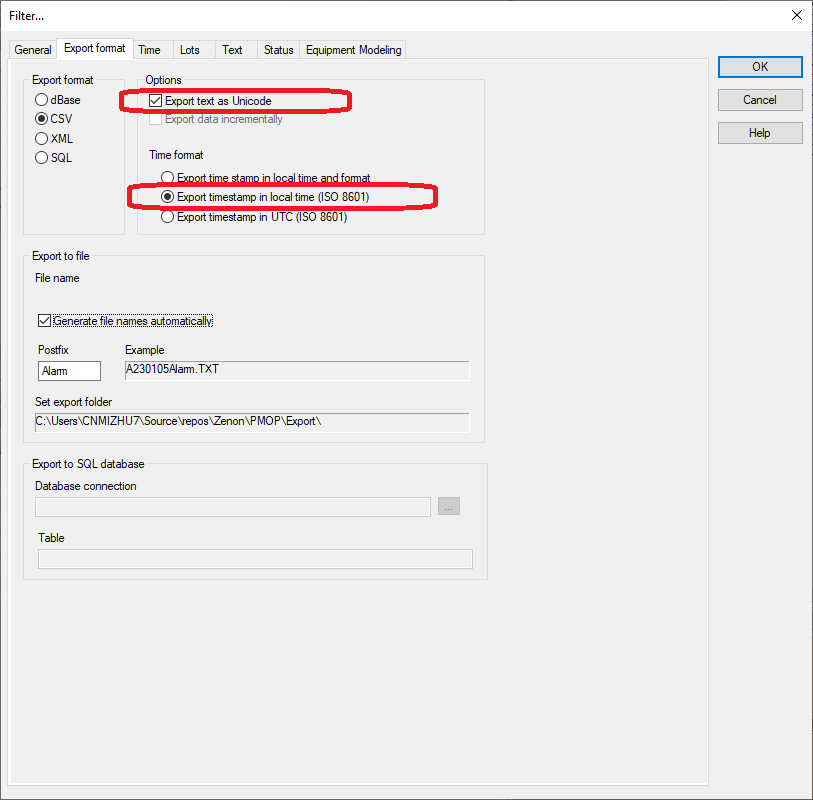 Filter...
General
Export format
Time
Lots
Text
Status
Equipment Modeling
OK
Cancel
Help
Export format
dBase
CSV
XML
SQL
Options
Export text as Unicode
Export data incrementally
Time format
Export time stamp in local time and format
Export timestamp in local time (ISO 8601)
Export timestamp in UTC (ISO 8601)
Export to file
File name
Generate file names automatically
Postfix
Example
Alarm
A230105Alarm.TXT
Set export folder
C:\Users\CNMIZHU7\Source\repos\Zenon\PMOP\Export\
Export to SQL database
Database connection
...
Table